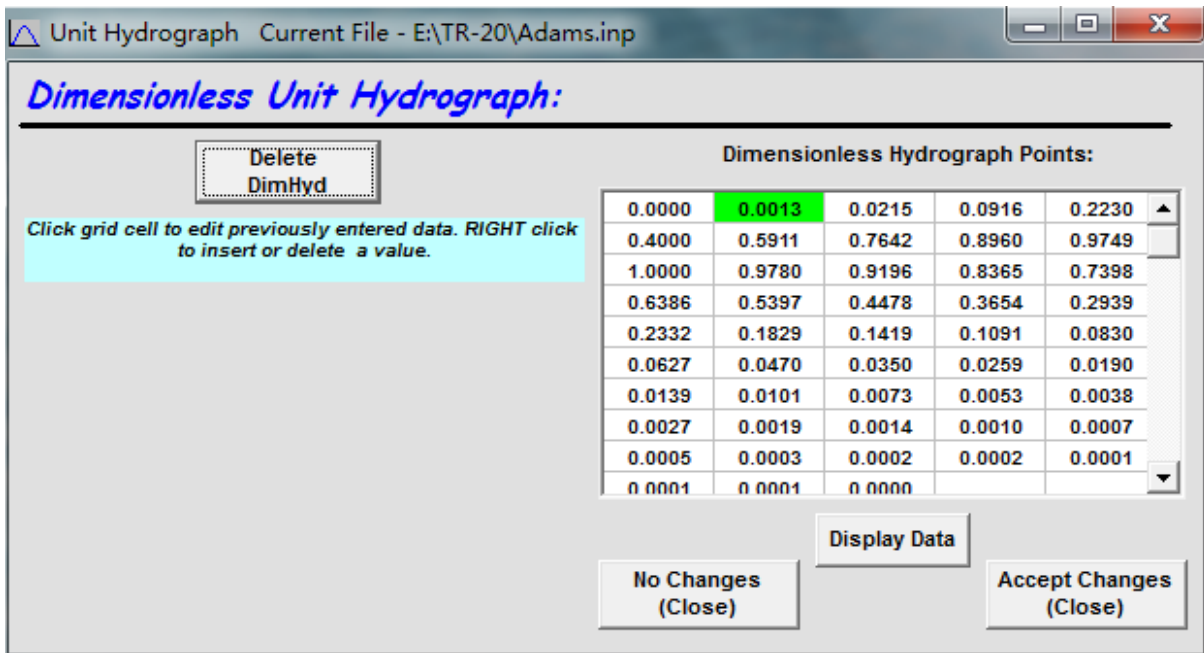 Unit Hydrograph   Current File - E:\TR-20\Adams.inp
Dimensionless Unit Hydrograph:
Delete
DimHyd
Click grid cell to edit previously entered data. RIGHT click
to insert or delete  a value.
Dimensionless Hydrograph Points:
0.0000 0.0013 0.0215 0.0916 0.2230
0.4000 0.5911 0.7642 0.8960 0.9749
1.0000 0.9780 0.9196 0.8365 0.7398
0.6386 0.5397 0.4478 0.3654 0.2939
0.2332 0.1829 0.1419 0.1091 0.0830
0.0627 0.0470 0.0350 0.0259 0.0190
0.0139 0.0101 0.0073 0.0053 0.0038
0.0027 0.0019 0.0014 0.0010 0.0007
0.0005 0.0003 0.0002 0.0002 0.0001
0.0001 0.0001 0.0000
Display Data
No Changes
(Close)
Accept Changes
(Close)